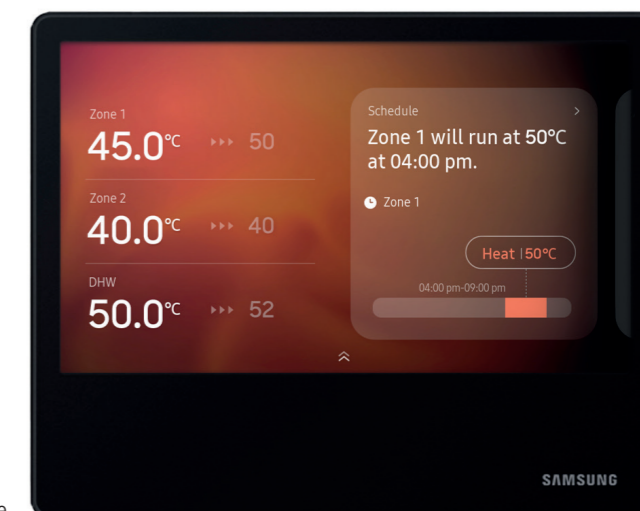 Zone 1
45.0°C ▸▸▸ 50
Zone 2
40.0°C ▸▸▸ 40
DHW
50.0°C ▸▸▸ 52
Schedule >
Zone 1 will run at 50°C
at 04:00 pm.
Zone 1
Heat | 50°C
04:00 pm-09:00 pm
SAMSUNG
e